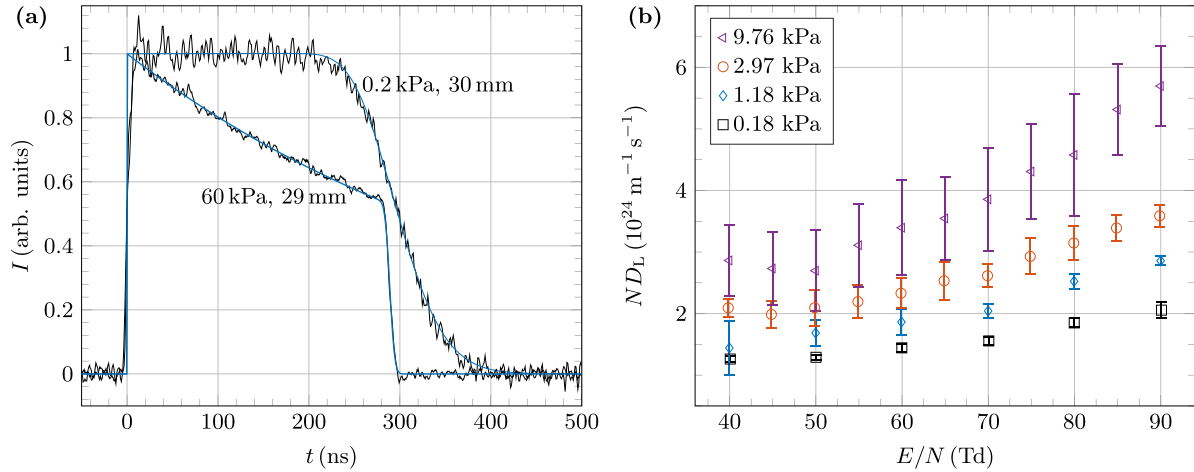 (a)
1
0.8
0.6
0.4
0.2
0
I (arb. units)
0.2 kPa, 30 mm
60 kPa, 29 mm
0 100 200 300 400 500
t (ns)
(b)
9.76 kPa
2.97 kPa
1.18 kPa
0.18 kPa
6
4
2
ND_L (10^24 m^−1 s^−1)
40 50 60 70 80 90
E/N (Td)